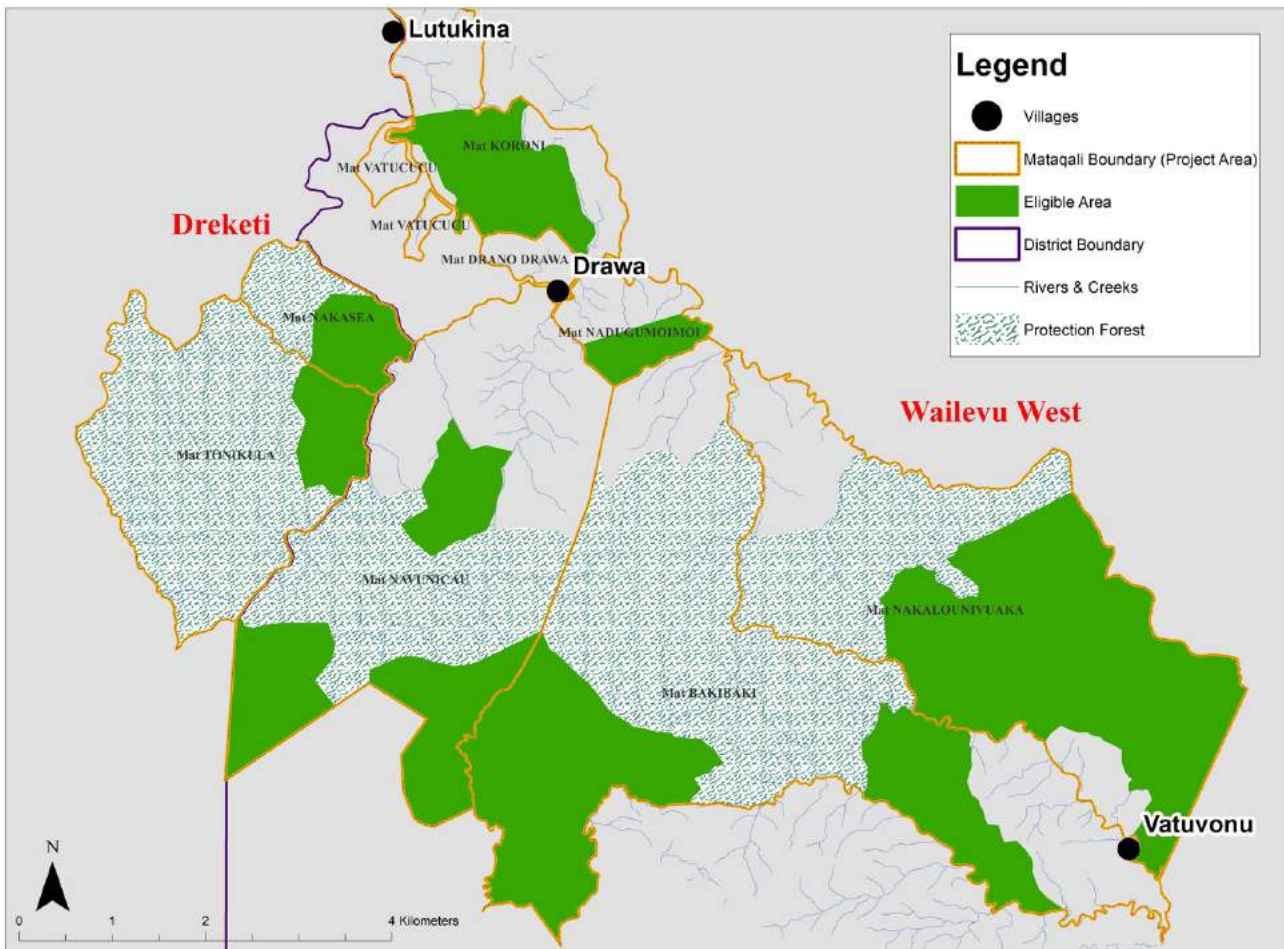 Lutukina
Legend
Villages
Mataqali Boundary (Project Area)
Eligible Area
District Boundary
Rivers & Creeks
Protection Forest
Mat KORONI
Mat VATUCUCU
Dreketi
Mat VATUCUCU
Mat DRANO DRAWA
Drawa
Mat NAKASEA
Mat NADUGUMOIMOI
Wailevu West
Mat TONIKULA
Mat NAVUNICAU
Mat NAKALOUNIVUAKA
Mat BAKIBAKI
Vatuvonu
N
0 1 2 4 Kilometers